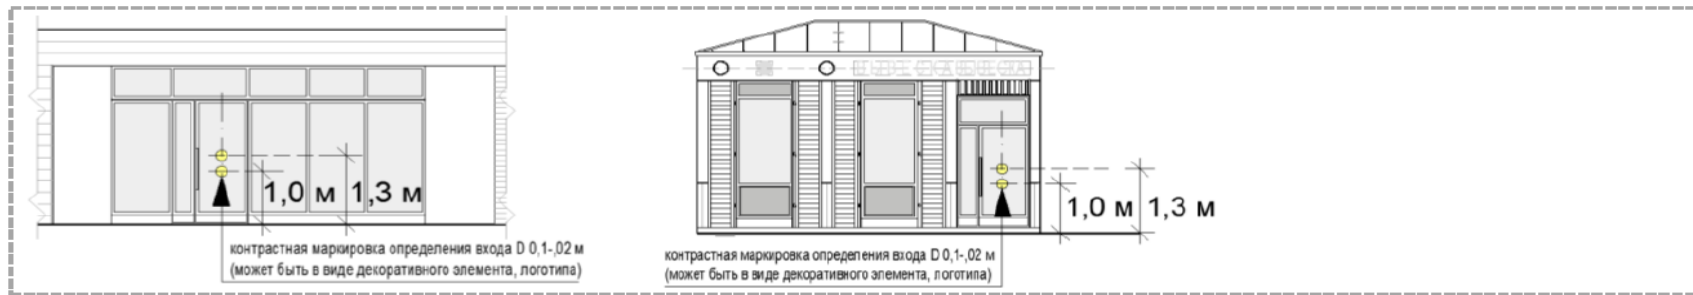 1,0 м 1,3 м
контрастная маркировка определения входа D 0,1-,02 м
(может быть в виде декоративного элемента, логотипа)
1,0 м 1,3 м
контрастная маркировка определения входа D 0,1-,02 м
(может быть в виде декоративного элемента, логотипа)